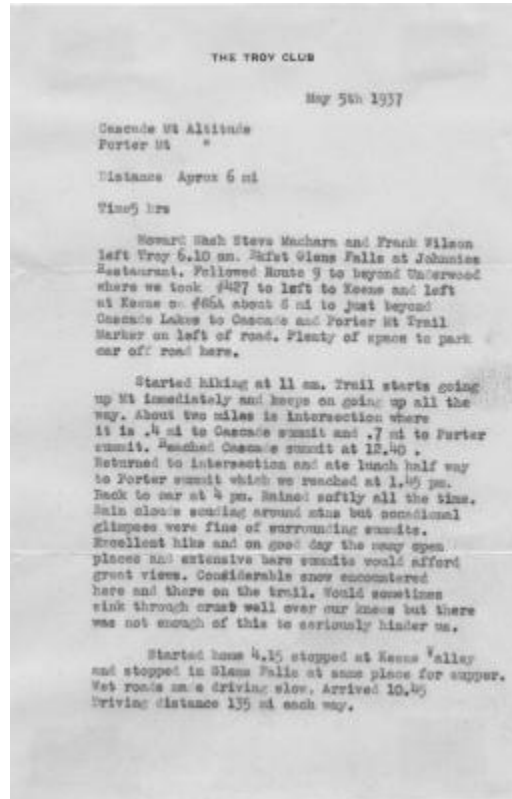 THE TROY CLUB
May 5th 1937
Cascade Mt Altitude
Porter Mt "
Distance Aprox 6 mi
Time5 hrs
Howard Nash Steve and Frank Wilson
left Troy 6.10 am. Bkfst Glens Falls at Johnnies
Restaurant. Followed Route 9 to beyond Underwood
where we took #427 to left to Keene and left
at Keene on #86A about 6 mi to just beyond
Cascade Lakes to Cascade and Porter Mt Trail
Marker on left of road. Plenty of space to park
car off road here.
Started hiking at 11 am. Trail starts going
up Mt immediately and keeps on going up all the
way. About two miles is intersection where
it is .4 mi to Cascade summit and .7 mi to Porter
summit. Reached Cascade summit at 12.40 .
Returned to intersection and ate lunch half way
to Porter summit which we reached at 1.45 pm.
Back to car at 4 pm. Rained softly all the time.
Rain clouds around mtns but occasional
glimpses were fine of surrounding summits.
Excellent hike and on good day the many open
places and extensive bare summits would afford
great views. Considerable snow encountered
here and there on the trail. Would sometimes
sink through crust well over our knees but there
was not enough of this to seriously hinder us.
Started home 4.15 stopped at Keene Valley
and stopped in Glens Falls at same place for supper.
Wet roads made driving slow. Arrived 10.45
Driving distance 135 mi each way.